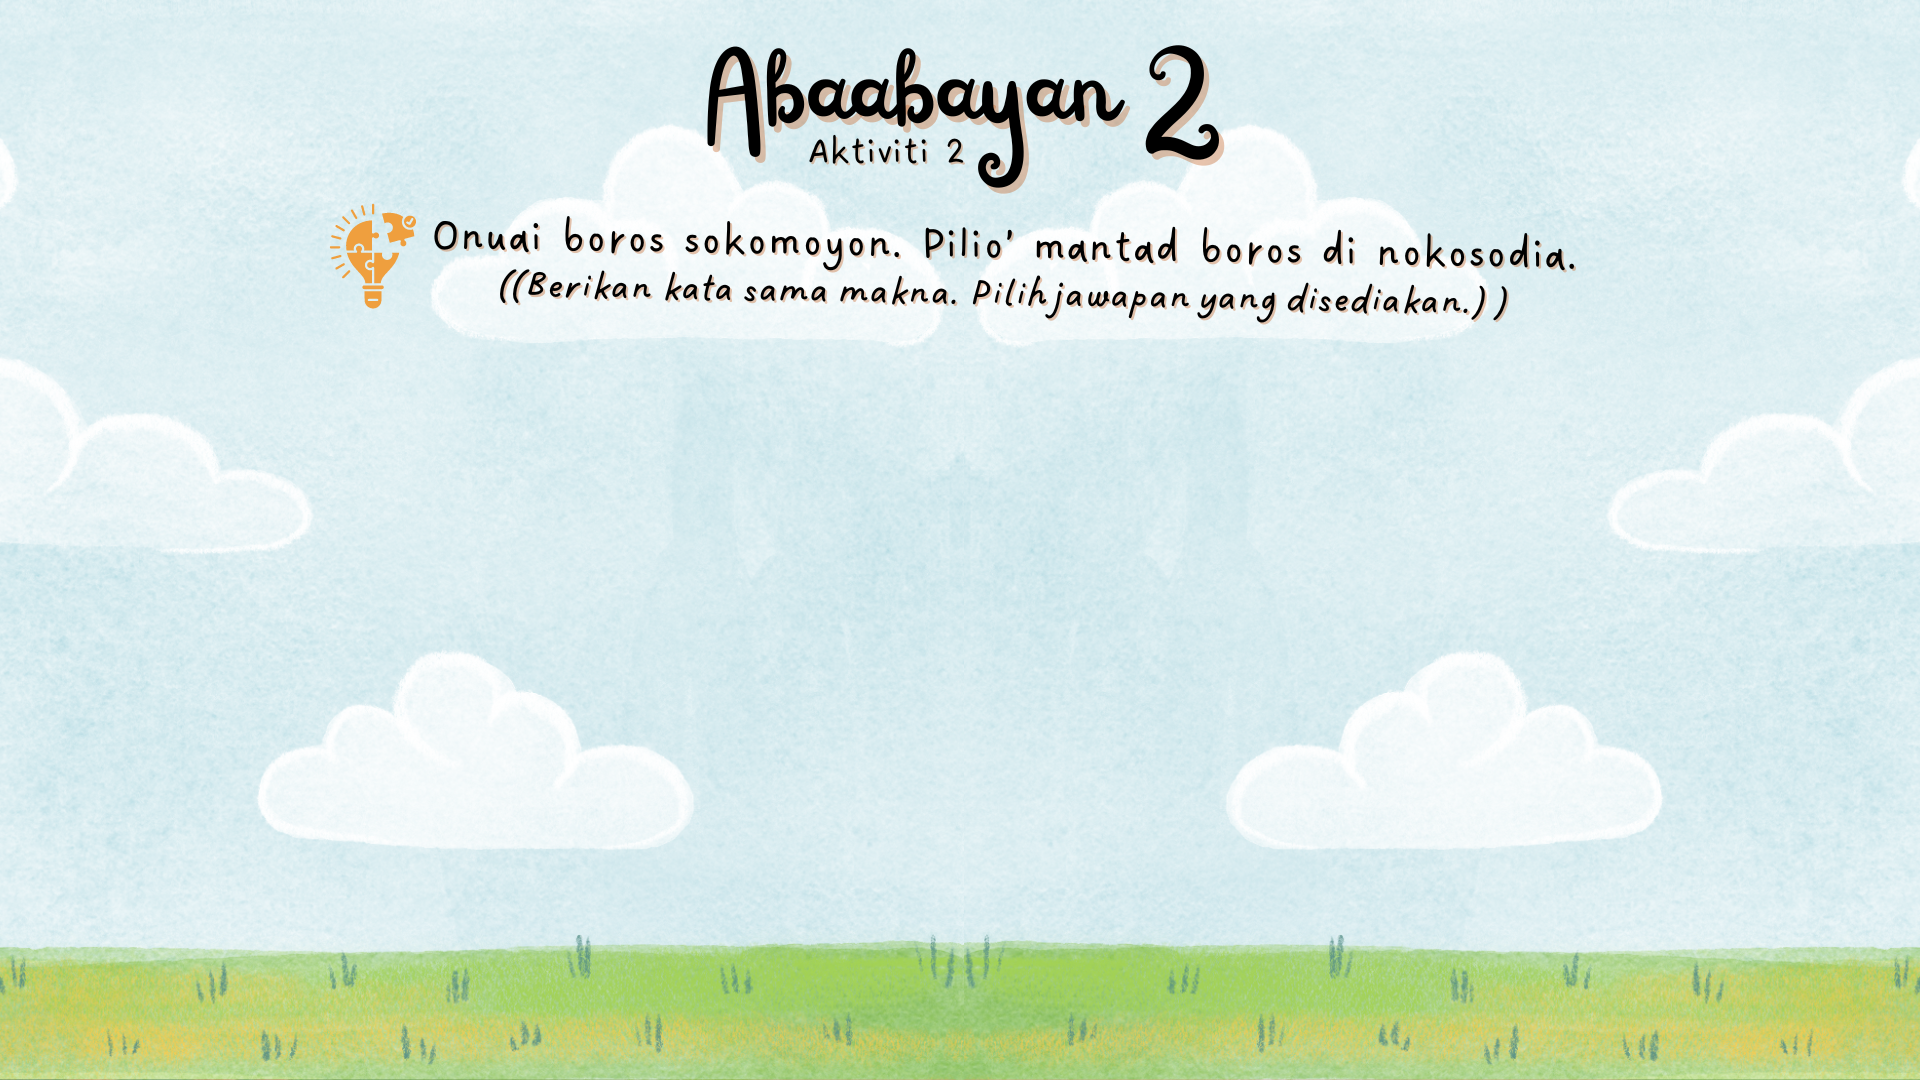 Abaabayan 2
Aktiviti 2
Onuai boros sokomoyon. Pilio' mantad boros di nokosodia.
((Berikan kata sama makna. Pilih jawapan yang disediakan.))